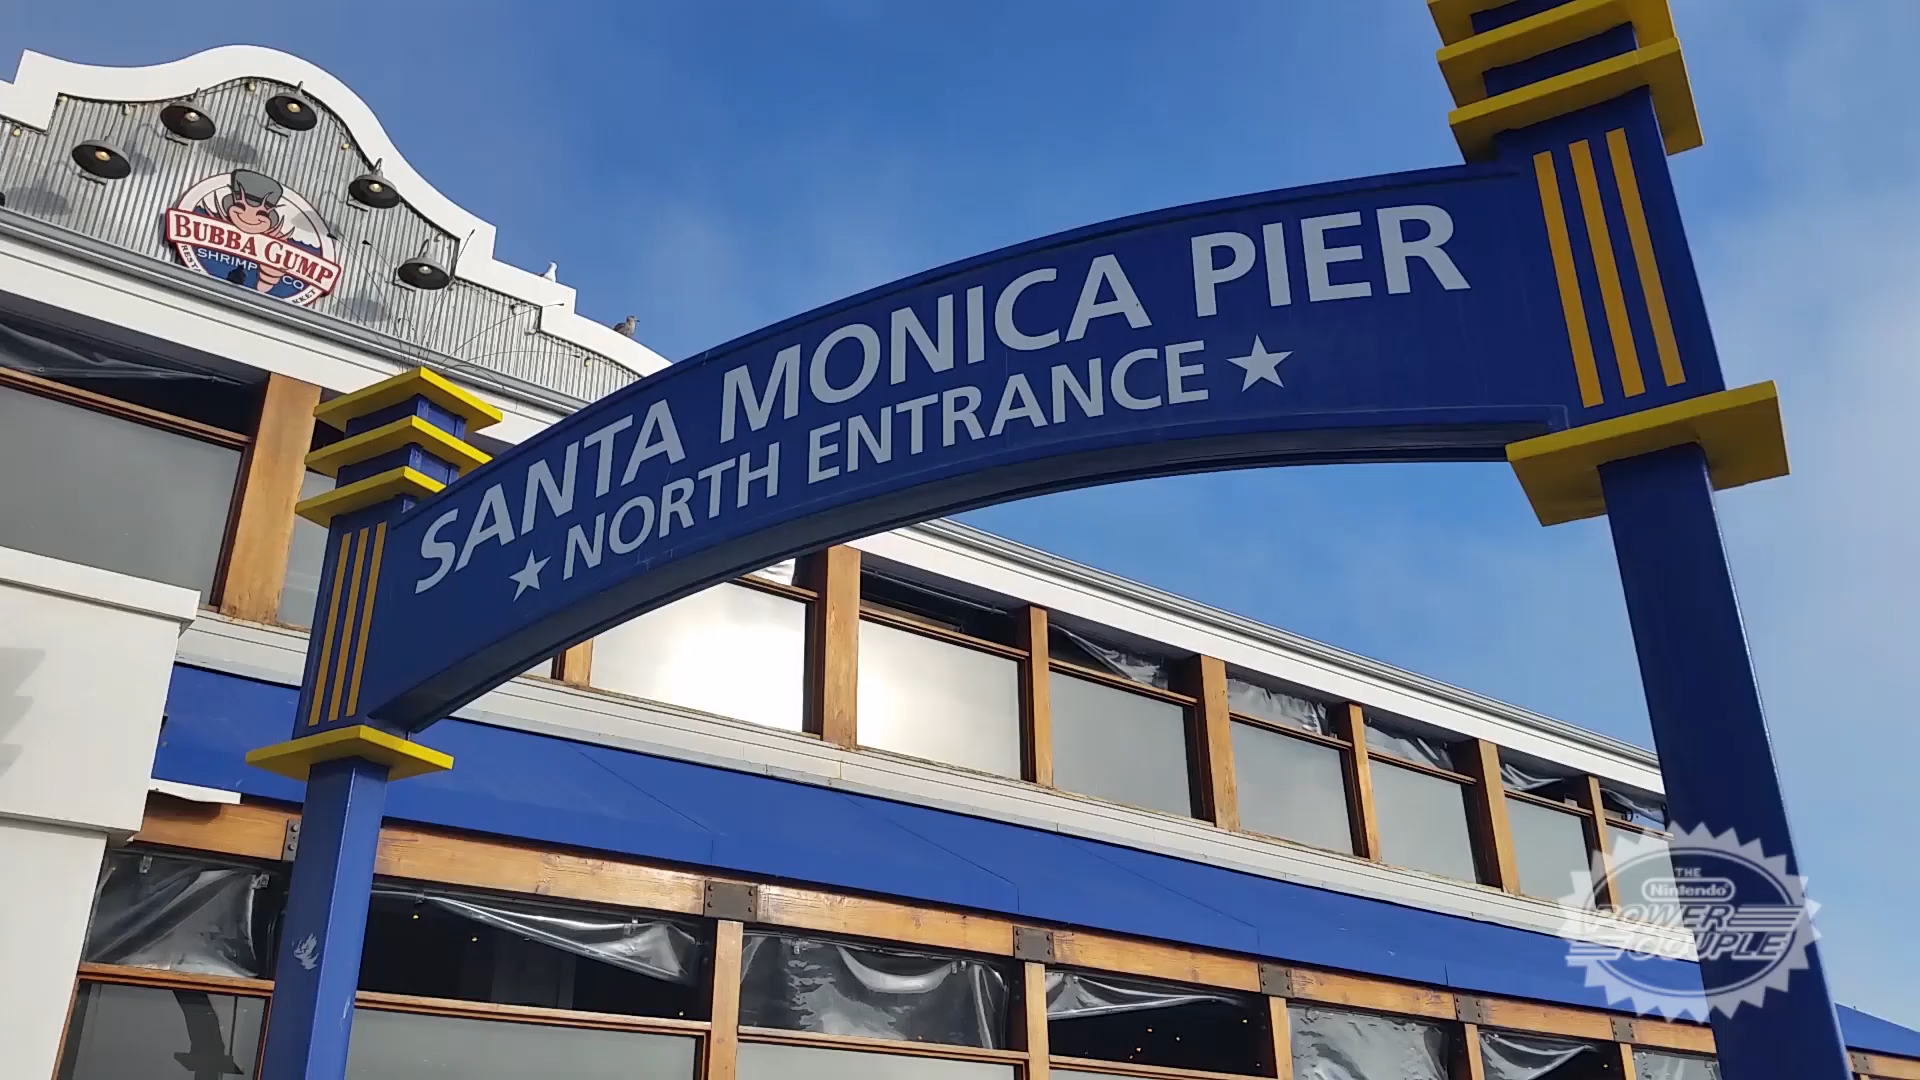 BUBBA GUMP
SHRIMP CO
SANTA MONICA PIER
★ NORTH ENTRANCE ★
THE
Nintendo
POWER
COUPLE